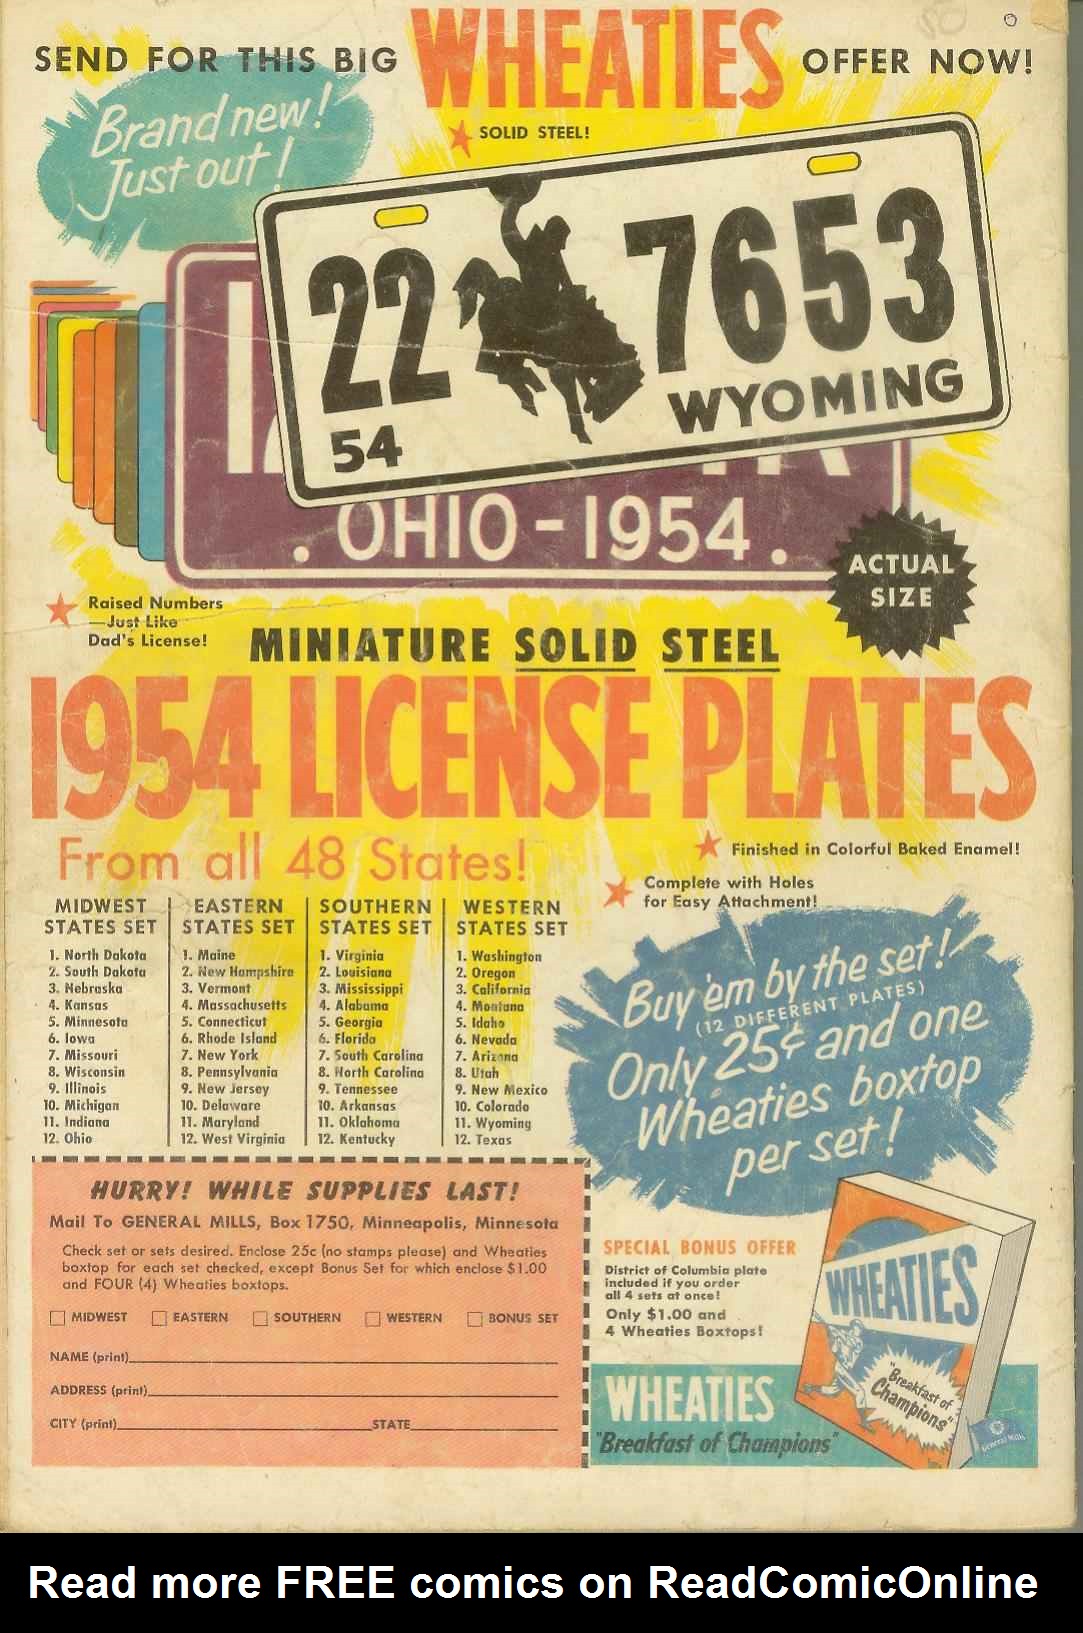 SEND FOR THIS BIG WHEATIES OFFER NOW!
Brand new!
Just out!
SOLID STEEL!
22 7653
54 WYOMING
. OHIO - 1954 .
ACTUAL
SIZE
Raised Numbers
—Just Like
Dad's License!
MINIATURE SOLID STEEL
1954 LICENSE PLATES
From all 48 States!
Finished in Colorful Baked Enamel!
Complete with Holes
for Easy Attachment!
MIDWEST
STATES SET
1. North Dakota
2. South Dakota
3. Nebraska
4. Kansas
5. Minnesota
6. Iowa
7. Missouri
8. Wisconsin
9. Illinois
10. Michigan
11. Indiana
12. Ohio
EASTERN
STATES SET
1. Maine
2. New Hampshire
3. Vermont
4. Massachusetts
5. Connecticut
6. Rhode Island
7. New York
8. Pennsylvania
9. New Jersey
10. Delaware
11. Maryland
12. West Virginia
SOUTHERN
STATES SET
1. Virginia
2. Louisiana
3. Mississippi
4. Alabama
5. Georgia
6. Florida
7. South Carolina
8. North Carolina
9. Tennessee
10. Arkansas
11. Oklahoma
12. Kentucky
WESTERN
STATES SET
1. Washington
2. Oregon
3. California
4. Montana
5. Idaho
6. Nevada
7. Arizona
8. Utah
9. New Mexico
10. Colorado
11. Wyoming
12. Texas
Buy 'em by the set!
(12 DIFFERENT PLATES)
Only 25¢ and one
Wheaties boxtop
per set!
HURRY! WHILE SUPPLIES LAST!
Mail To GENERAL MILLS, Box 1750, Minneapolis, Minnesota
Check set or sets desired. Enclose 25c (no stamps please) and Wheaties
boxtop for each set checked, except Bonus Set for which enclose $1.00
and FOUR (4) Wheaties boxtops.
MIDWEST EASTERN SOUTHERN WESTERN BONUS SET
NAME (print)
ADDRESS (print)
CITY (print) STATE
SPECIAL BONUS OFFER
District of Columbia plate
included if you order
all 4 sets at once!
Only $1.00 and
4 Wheaties Boxtops!
WHEATIES
"Breakfast of Champions"
WHEATIES
"Breakfast of
Champions"
General Mills
Read more FREE comics on ReadComicOnline